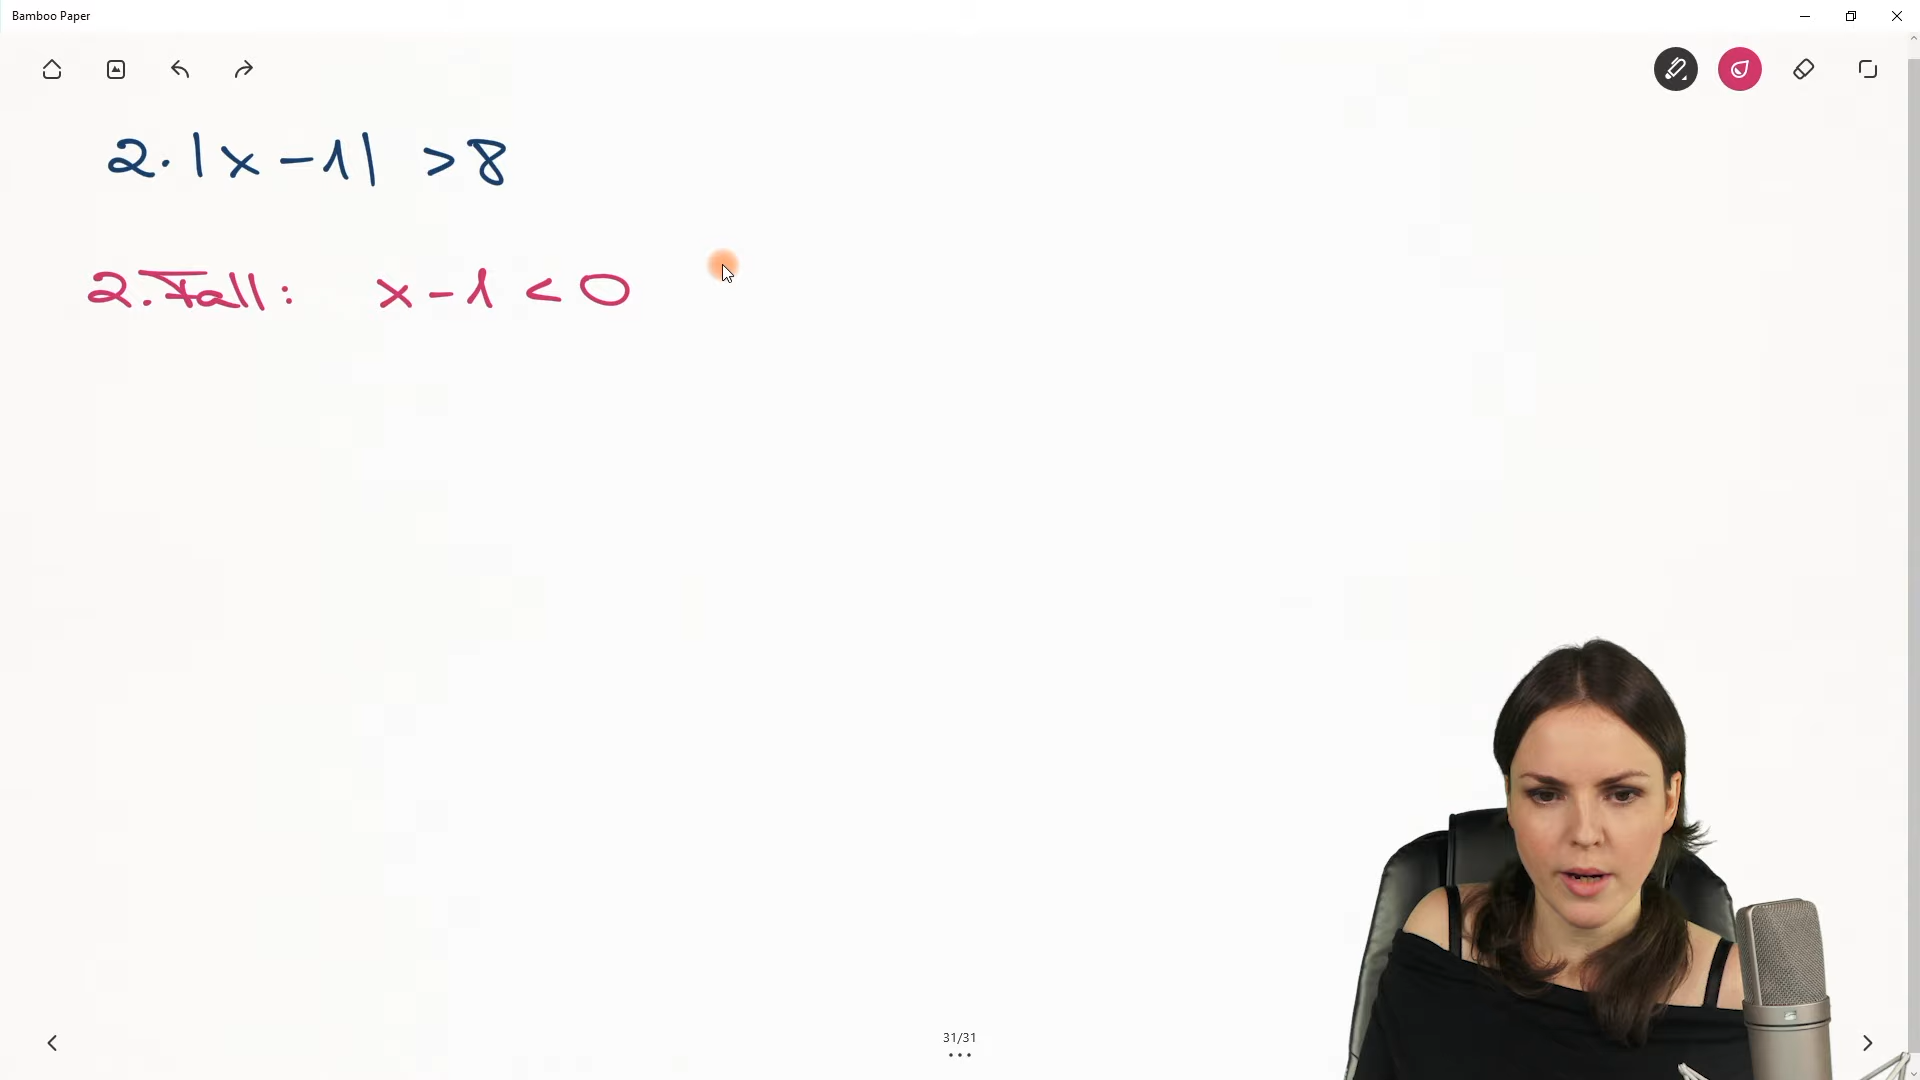 Bamboo Paper
2 · |x - 1| > 8
2. Fall: x - 1 < 0
31/31